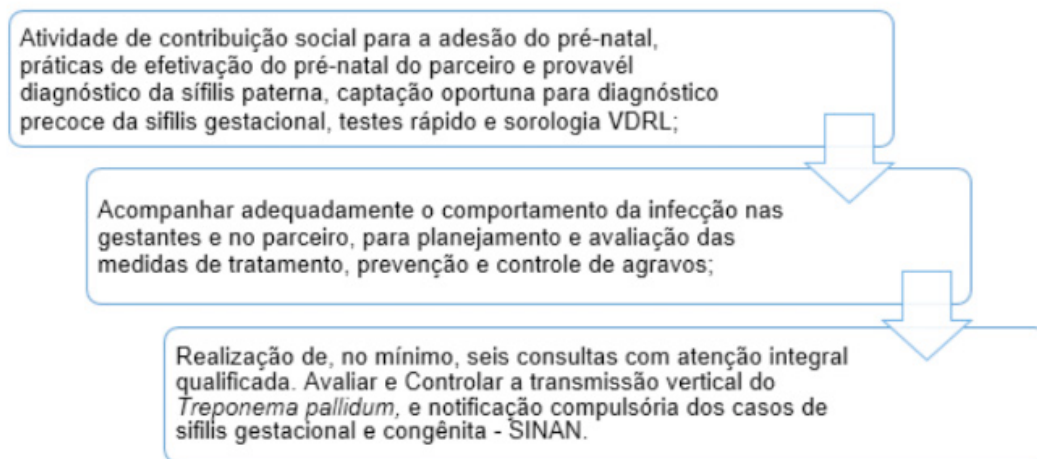 Atividade de contribuição social para a adesão do pré-natal,
práticas de efetivação do pré-natal do parceiro e provavél
diagnóstico da sífilis paterna, captação oportuna para diagnóstico
precoce da sifilis gestacional, testes rápido e sorologia VDRL;
Acompanhar adequadamente o comportamento da infecção nas
gestantes e no parceiro, para planejamento e avaliação das
medidas de tratamento, prevenção e controle de agravos;
Realização de, no mínimo, seis consultas com atenção integral
qualificada. Avaliar e Controlar a transmissão vertical do
Treponema pallidum, e notificação compulsória dos casos de
sifilis gestacional e congênita - SINAN.